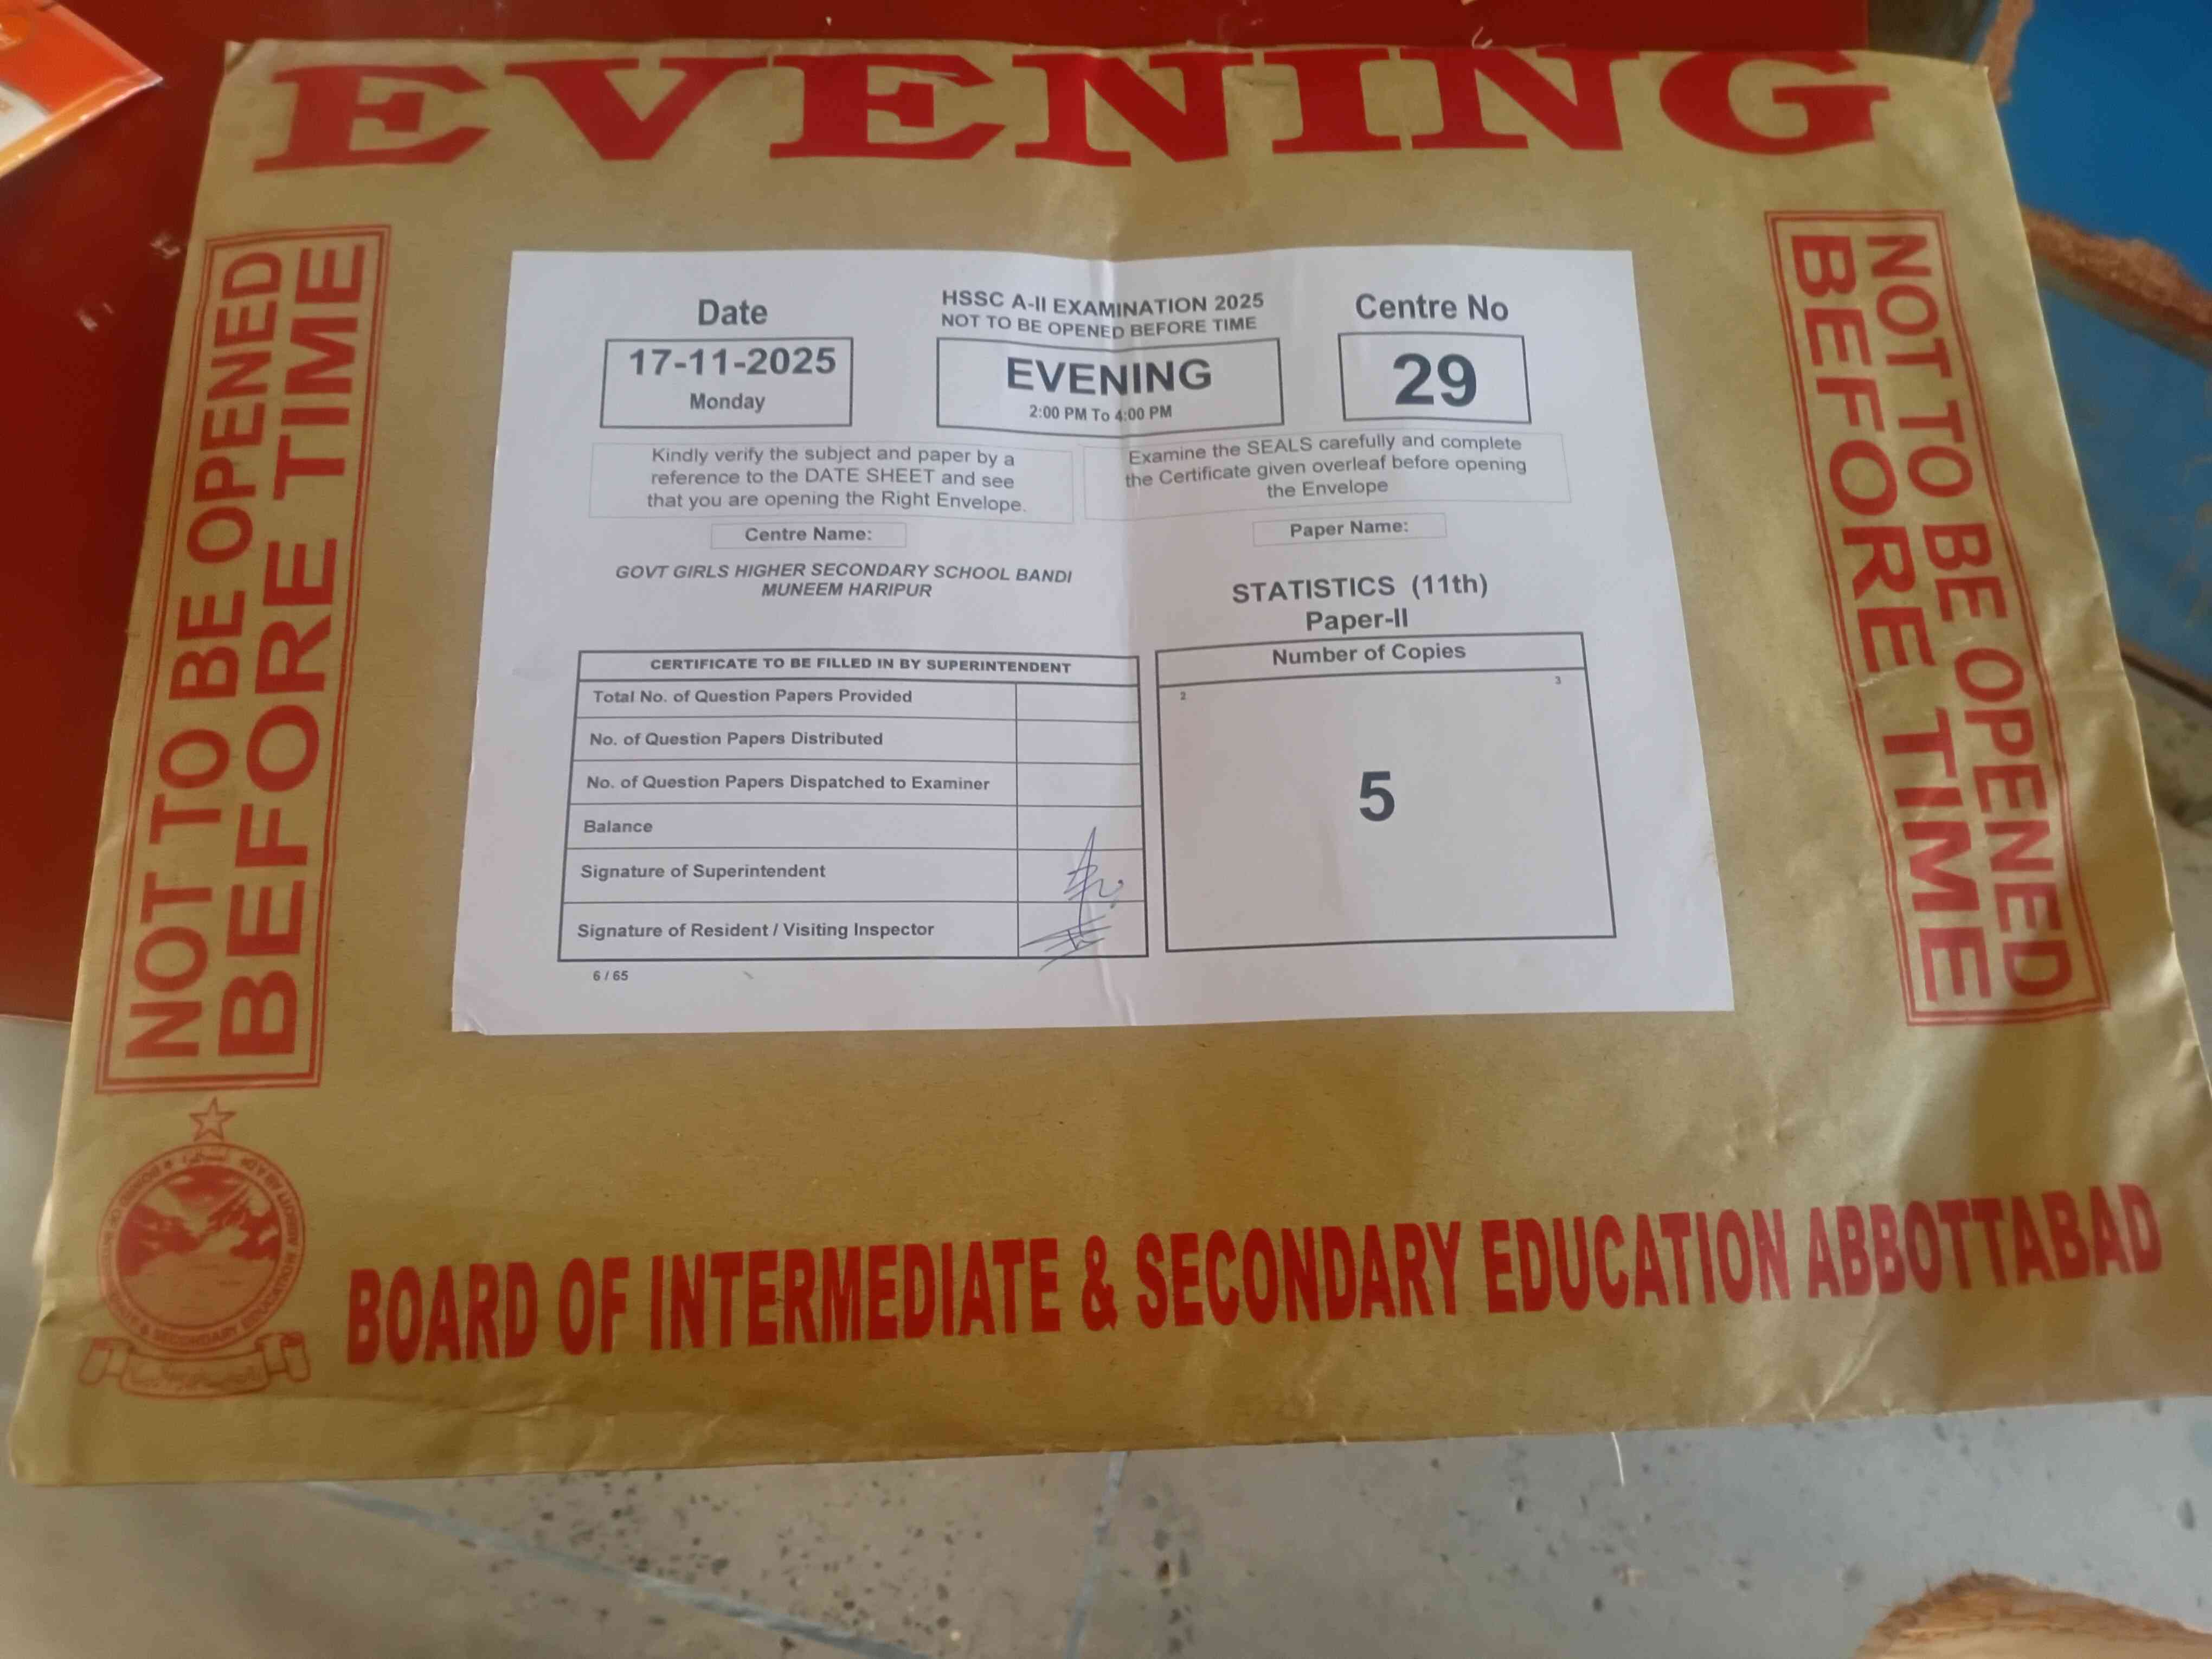 EVENING
NOT TO BE OPENED
BEFORE TIME
NOT TO BE OPENED
BEFORE TIME
Date
17-11-2025
Monday
HSSC A-II EXAMINATION 2025
NOT TO BE OPENED BEFORE TIME
EVENING
2:00 PM To 4:00 PM
Centre No
29
Kindly verify the subject and paper by a
reference to the DATE SHEET and see
that you are opening the Right Envelope.
Examine the SEALS carefully and complete
the Certificate given overleaf before opening
the Envelope
Centre Name:
GOVT GIRLS HIGHER SECONDARY SCHOOL BANDI
MUNEEM HARIPUR
Paper Name:
STATISTICS (11th)
Paper-II
CERTIFICATE TO BE FILLED IN BY SUPERINTENDENT
Total No. of Question Papers Provided
No. of Question Papers Distributed
No. of Question Papers Dispatched to Examiner
Balance
Signature of Superintendent
Signature of Resident / Visiting Inspector
6 / 65
Number of Copies
2
3
5
BOARD OF INTERMEDIATE & SECONDARY EDUCATION ABBOTTABAD